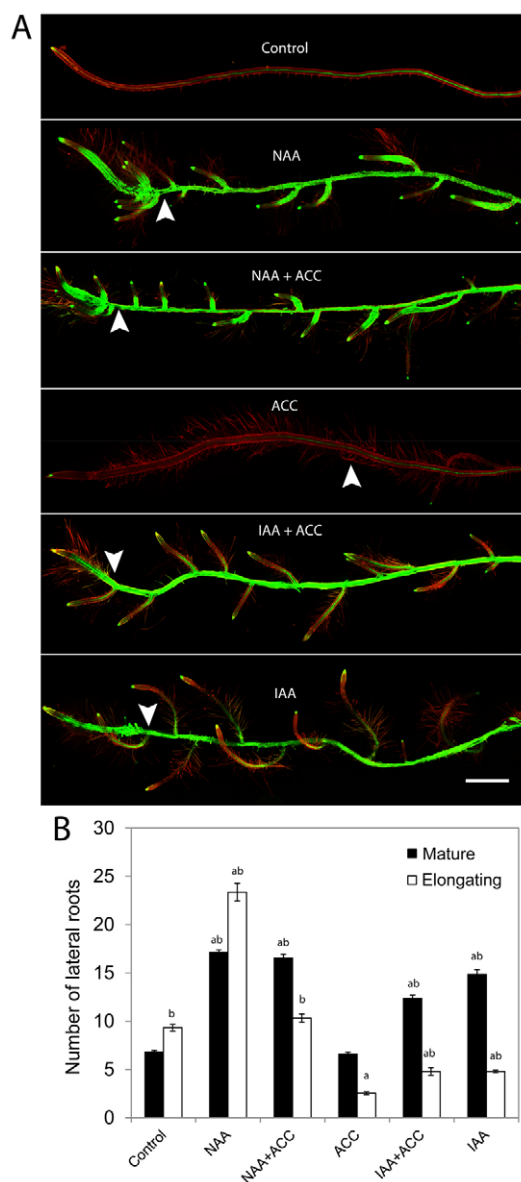 A
Control
NAA
NAA + ACC
ACC
IAA + ACC
IAA
B
30
25
20
15
10
5
0
Number of lateral roots
Mature
Elongating
b
ab
ab
ab
b
a
ab
ab
ab
ab
Control
NAA
NAA+ACC
ACC
IAA+ACC
IAA